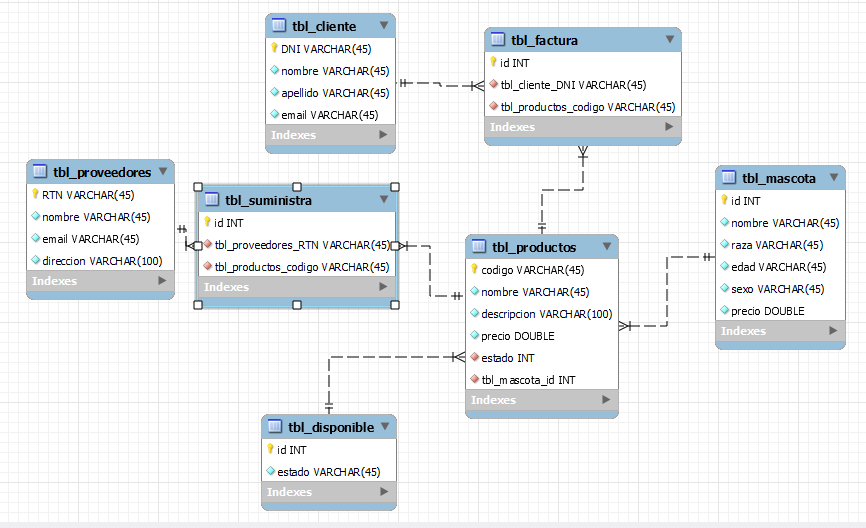 tbl_cliente
DNI VARCHAR(45)
nombre VARCHAR(45)
apellido VARCHAR(45)
email VARCHAR(45)
Indexes
tbl_factura
id INT
tbl_cliente_DNI VARCHAR(45)
tbl_productos_codigo VARCHAR(45)
Indexes
tbl_proveedores
RTN VARCHAR(45)
nombre VARCHAR(45)
email VARCHAR(45)
direccion VARCHAR(100)
Indexes
tbl_suministra
id INT
tbl_proveedores_RTN VARCHAR(45)
tbl_productos_codigo VARCHAR(45)
Indexes
tbl_mascota
id INT
nombre VARCHAR(45)
raza VARCHAR(45)
edad VARCHAR(45)
sexo VARCHAR(45)
precio DOUBLE
Indexes
tbl_productos
codigo VARCHAR(45)
nombre VARCHAR(45)
descripcion VARCHAR(100)
precio DOUBLE
estado INT
tbl_mascota_id INT
Indexes
tbl_disponible
id INT
estado VARCHAR(45)
Indexes